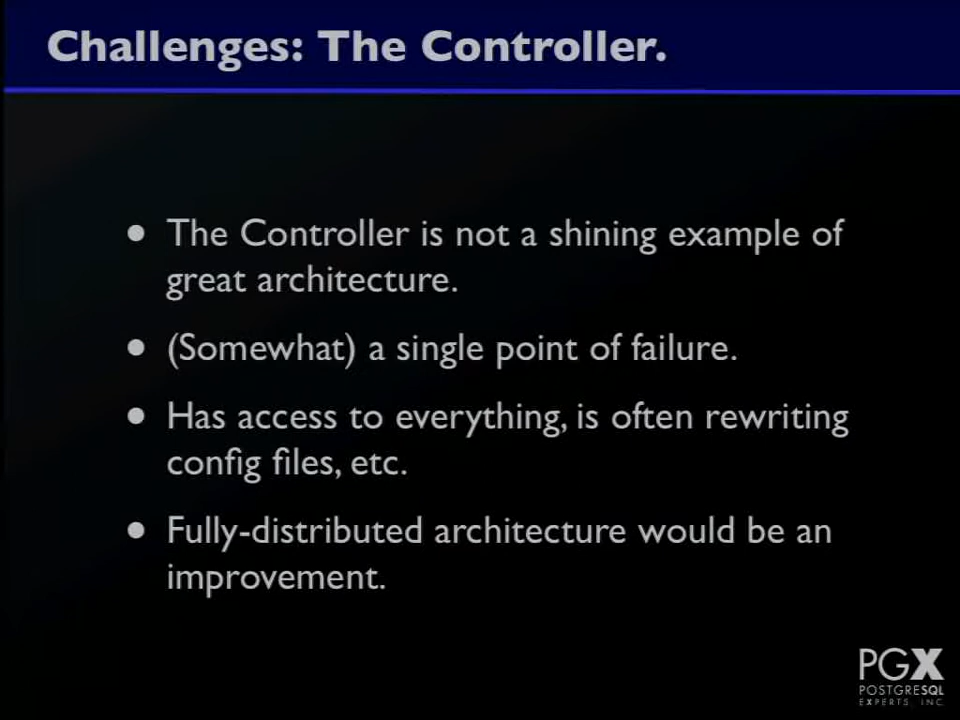 Challenges: The Controller.
• The Controller is not a shining example of
great architecture.
• (Somewhat) a single point of failure.
• Has access to everything, is often rewriting
config files, etc.
• Fully-distributed architecture would be an
improvement.
PGX
POSTGRESQL
EXPERTS, INC.